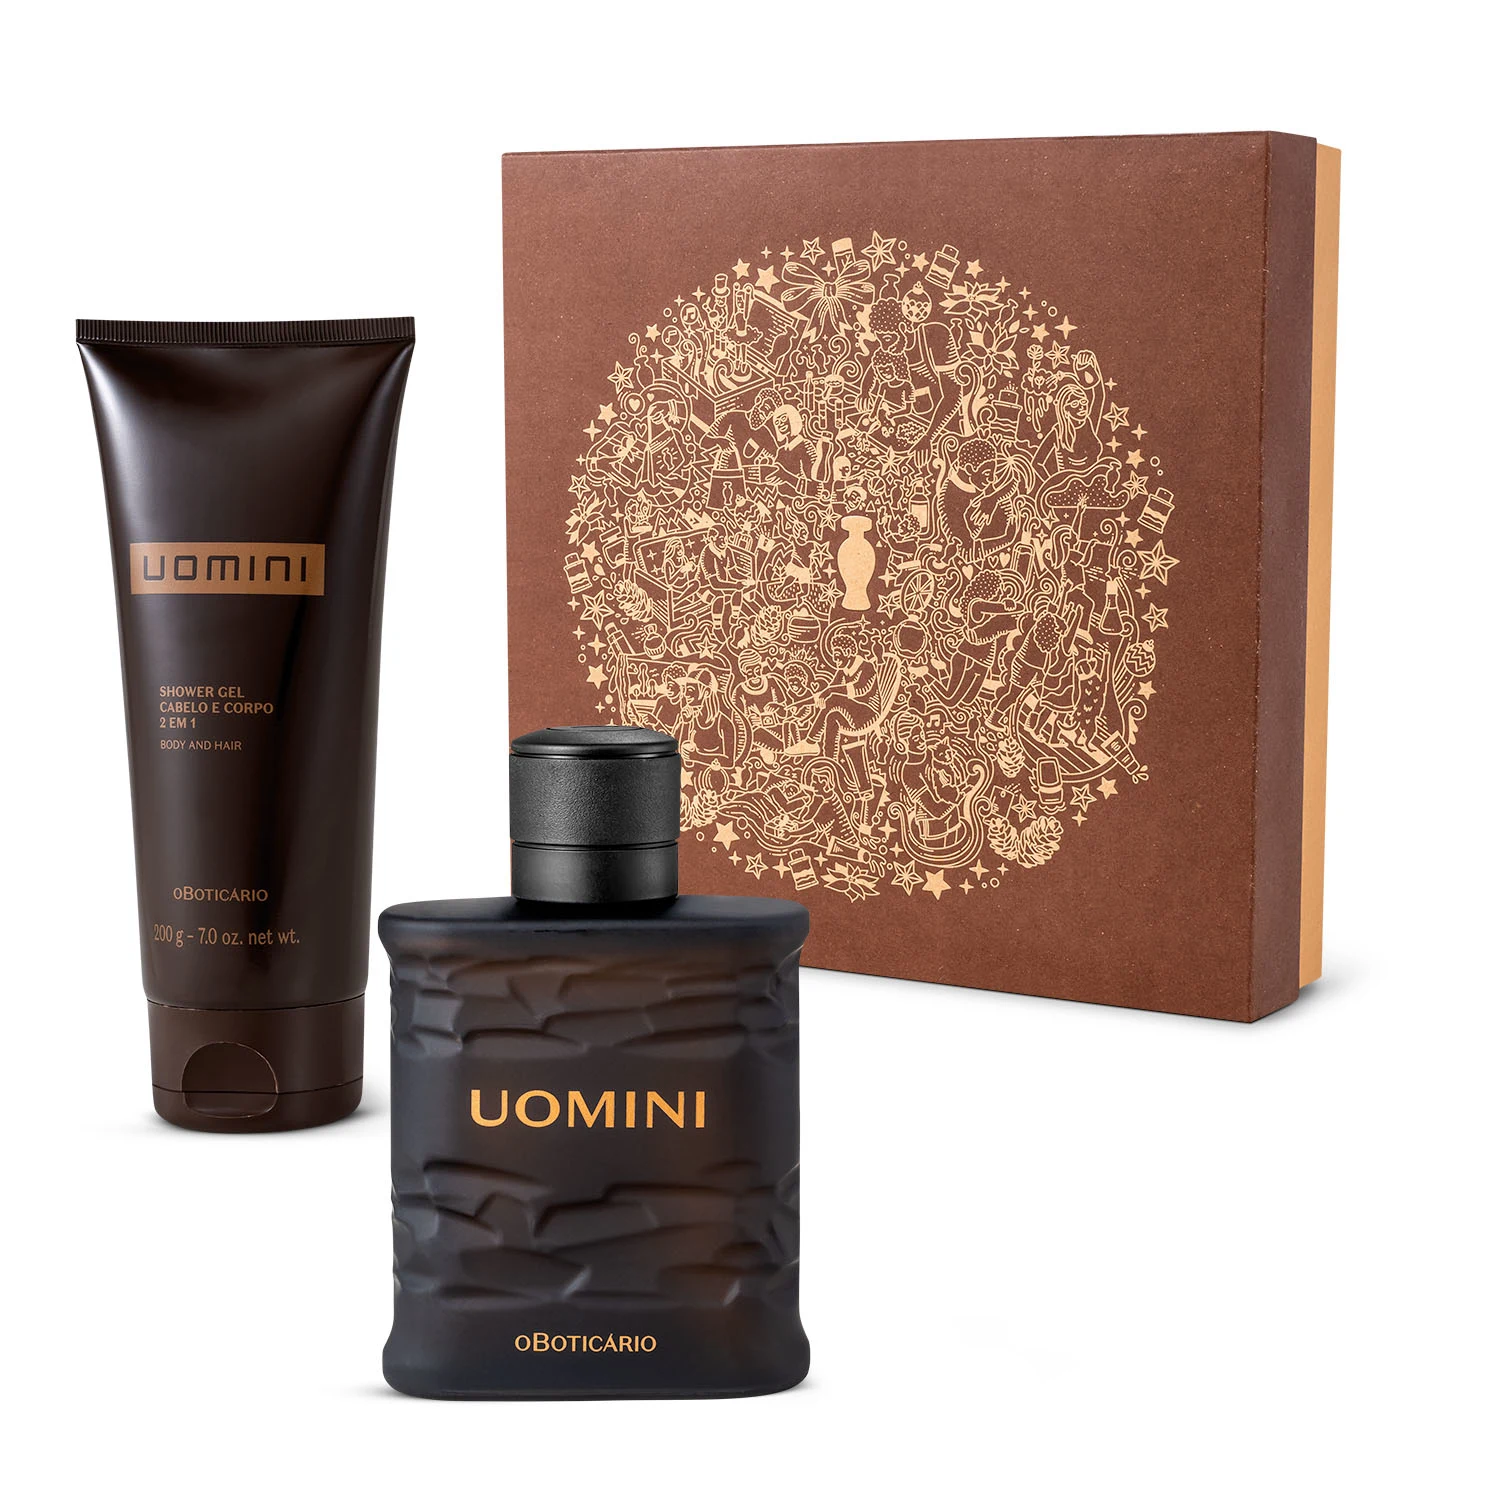 UOMINI
SHOWER GEL
CABELO E CORPO
2 EM 1
BODY AND HAIR
oBOTICÁRIO
200 g - 7.0 oz. net wt.
UOMINI
oBOTICÁRIO